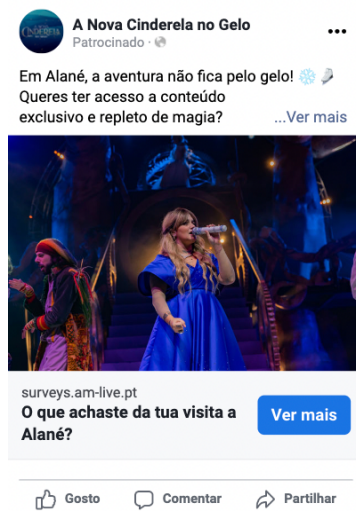 CINDERELA
A Nova Cinderela no Gelo
Patrocinado ·
Em Alané, a aventura não fica pelo gelo! ❄️ ⛸️
Queres ter acesso a conteúdo
exclusivo e repleto de magia? ...Ver mais
surveys.am-live.pt
O que achaste da tua visita a
Alané?
Ver mais
Gosto Comentar Partilhar